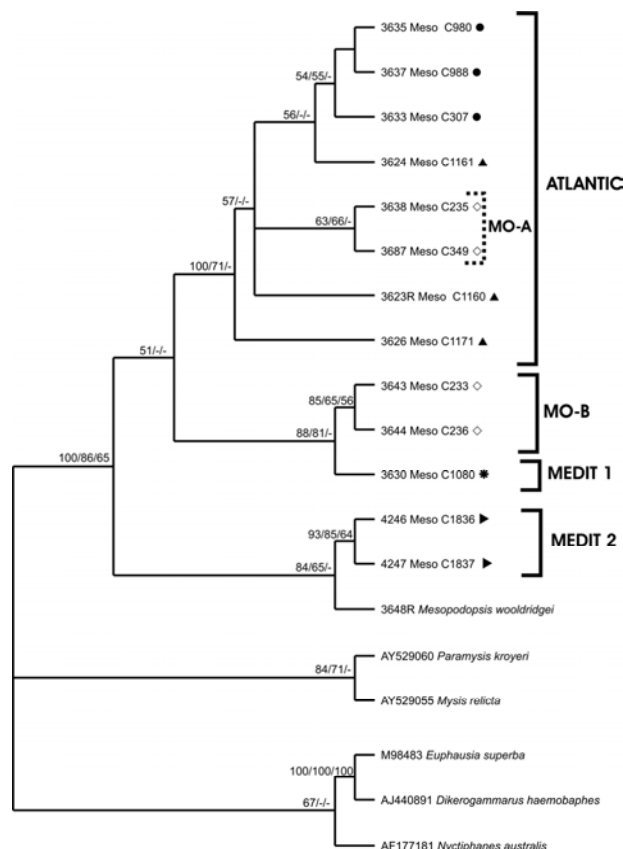 3635 Meso C980
54/55/-
3637 Meso C988
56/-/-
3633 Meso C307
3624 Meso C1161
ATLANTIC
57/-/-
3638 Meso C235
63/66/-
MO-A
3687 Meso C349
100/71/-
3623R Meso C1160
3626 Meso C1171
51/-/-
3643 Meso C233
85/65/56
MO-B
3644 Meso C236
88/81/-
100/86/65
3630 Meso C1080
MEDIT 1
4246 Meso C1836
93/85/64
MEDIT 2
4247 Meso C1837
84/65/-
3648R Mesopodopsis wooldridgei
AY529060 Paramysis kroyeri
84/71/-
AY529055 Mysis relicta
M98483 Euphausia superba
100/100/100
AJ440891 Dikerogammarus haemobaphes
67/-/-
AF177181 Nyctiphanes australis